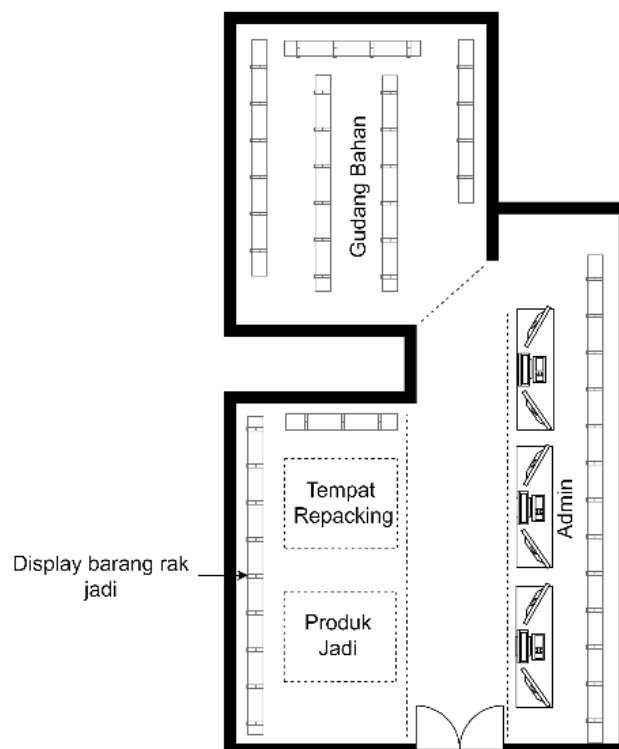 Gudang Bahan
Tempat
Repacking
Admin
Display barang rak
jadi
Produk
Jadi